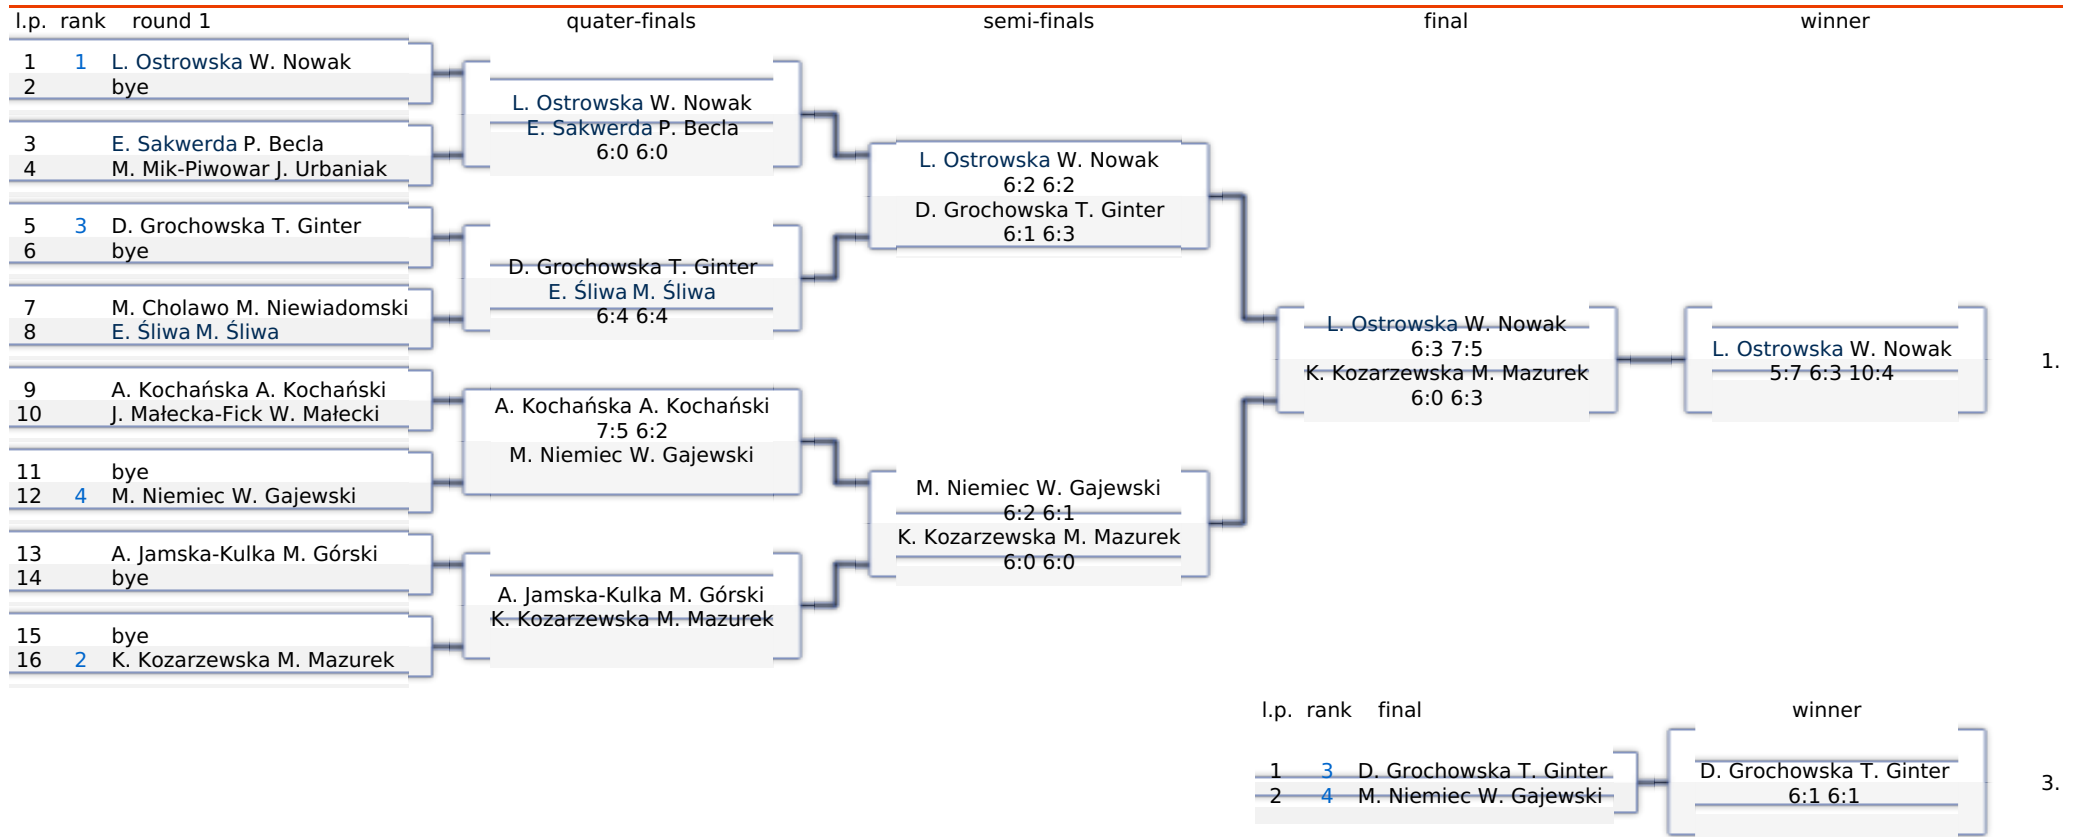 l.p. rank round 1 quater-finals semi-finals final winner
1 1 L. Ostrowska W. Nowak
2 bye
3 E. Sakwerda P. Becla
4 M. Mik-Piwowar J. Urbaniak
5 3 D. Grochowska T. Ginter
6 bye
7 M. Cholawo M. Niewiadomski
8 E. Śliwa M. Śliwa
9 A. Kochańska A. Kochański
10 J. Małecka-Fick W. Małecki
11 bye
12 4 M. Niemiec W. Gajewski
13 A. Jamska-Kulka M. Górski
14 bye
15 bye
16 2 K. Kozarzewska M. Mazurek
L. Ostrowska W. Nowak
E. Sakwerda P. Becla
6:0 6:0
D. Grochowska T. Ginter
E. Śliwa M. Śliwa
6:4 6:4
A. Kochańska A. Kochański
7:5 6:2
M. Niemiec W. Gajewski
A. Jamska-Kulka M. Górski
K. Kozarzewska M. Mazurek
L. Ostrowska W. Nowak
6:2 6:2
D. Grochowska T. Ginter
6:1 6:3
M. Niemiec W. Gajewski
6:2 6:1
K. Kozarzewska M. Mazurek
6:0 6:0
L. Ostrowska W. Nowak
6:3 7:5
K. Kozarzewska M. Mazurek
6:0 6:3
L. Ostrowska W. Nowak
5:7 6:3 10:4
1.
l.p. rank final winner
1 3 D. Grochowska T. Ginter
2 4 M. Niemiec W. Gajewski
D. Grochowska T. Ginter
6:1 6:1
3.